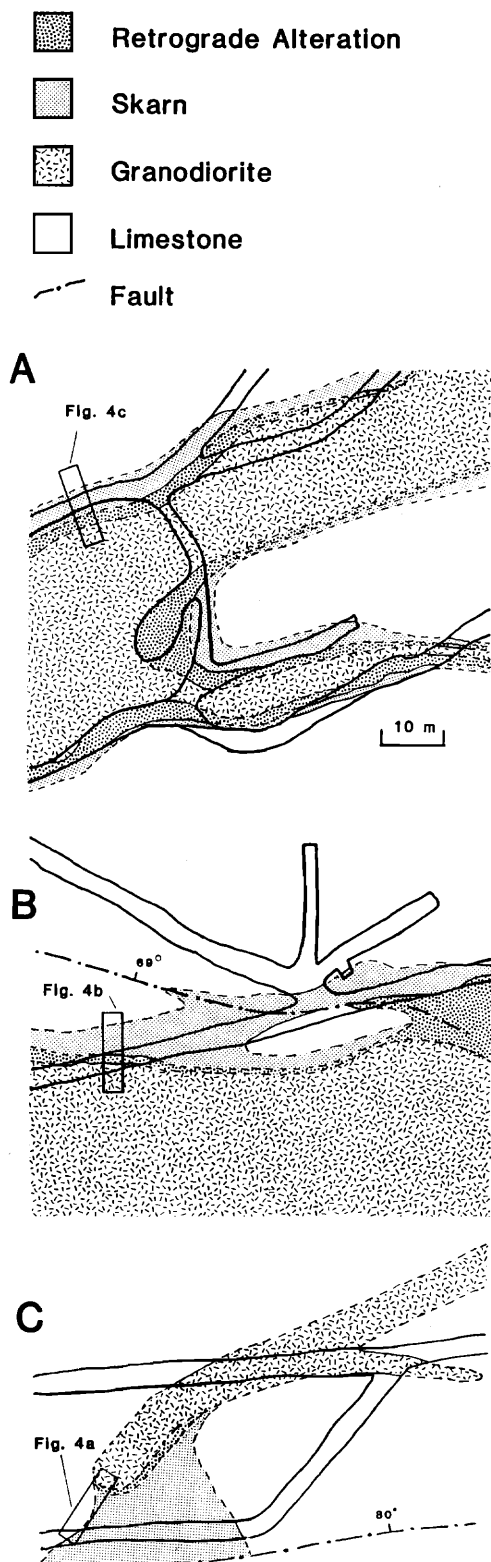 Retrograde Alteration
Skarn
Granodiorite
Limestone
Fault
A
Fig. 4c
10 m
B
69°
Fig. 4b
C
Fig. 4a
80°